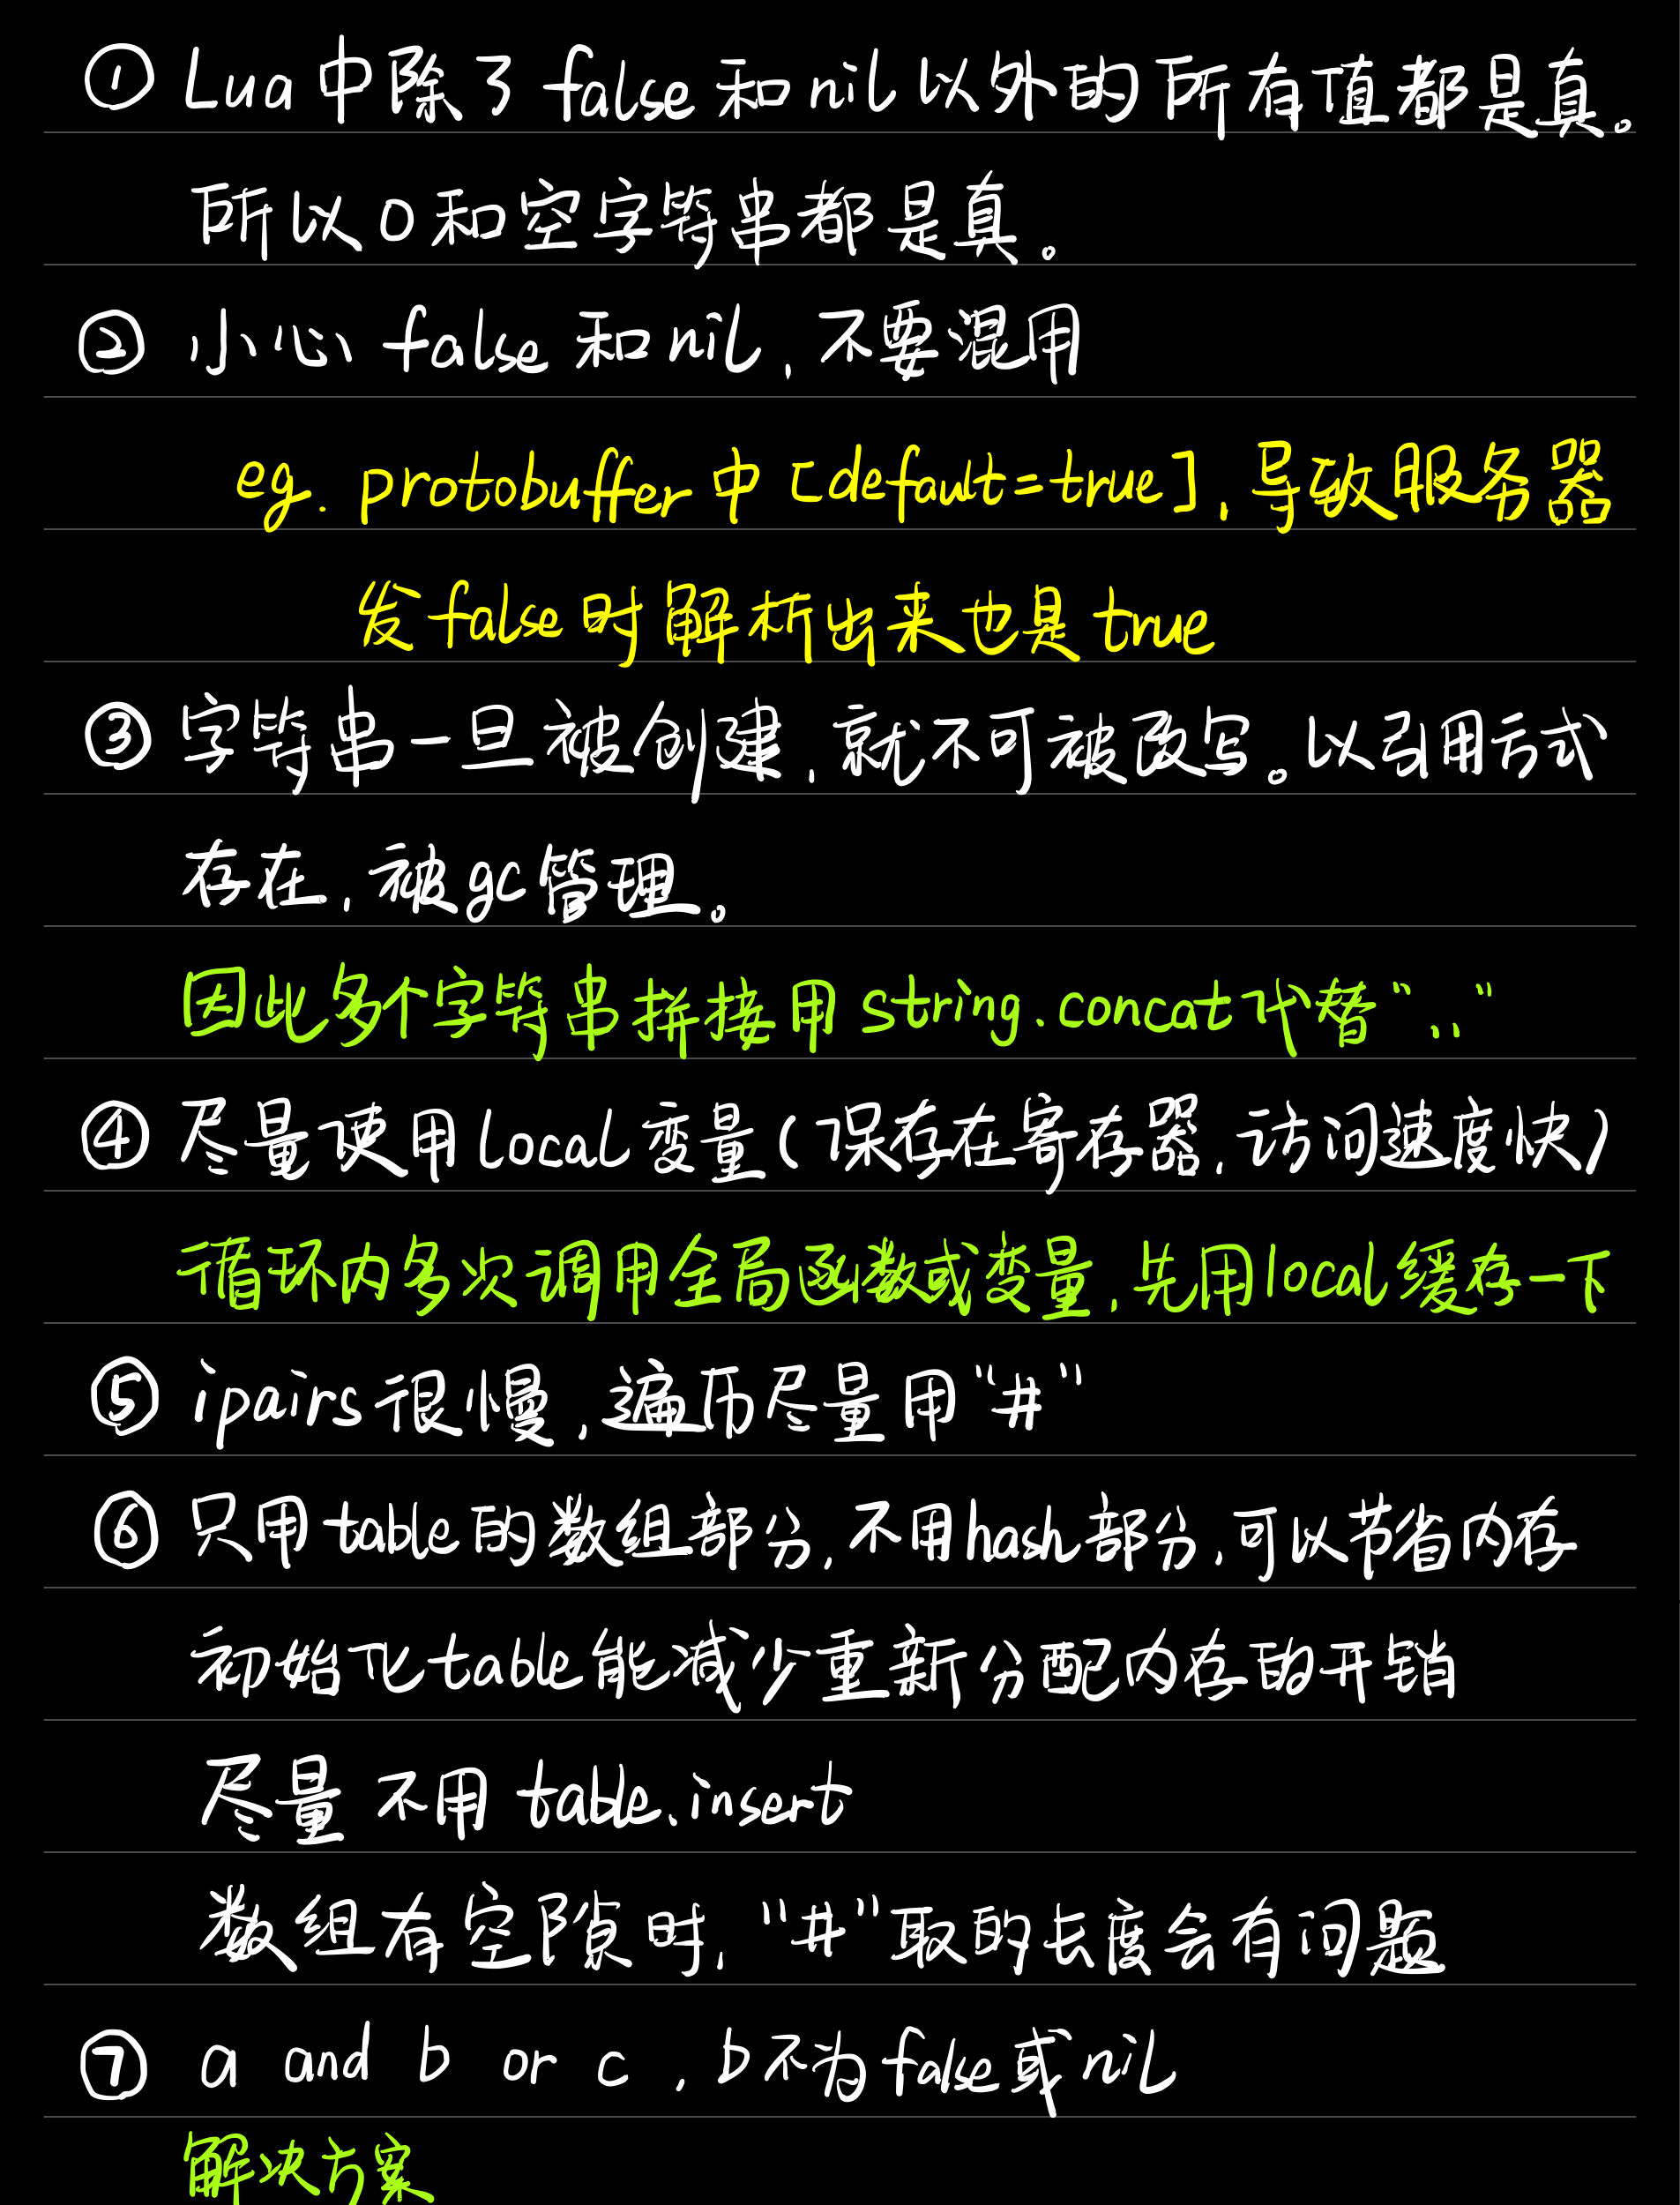 ① Lua中除了false和nil以外的所有值都是真。
所以0和空字符串都是真。
② 小心false和nil,不要混用
eg. protobuffer中[default=true],导致服务器
发false时解析出来也是true
③ 字符串一旦被创建,就不可被改写。以引用方式
存在,被gc管理。
因此多个字符串拼接用string.concat代替".."
④ 尽量使用local变量(保存在寄存器,访问速度快)
循环内多次调用全局函数或变量,先用local缓存一下
⑤ ipairs很慢,遍历尽量用"#"
⑥ 只用table的数组部分,不用hash部分,可以节省内存
初始化table能减少重新分配内存的开销
尽量不用table.insert
数组有空隙时,"#"取的长度会有问题
⑦ a and b or c,b不为false或nil
解决方案